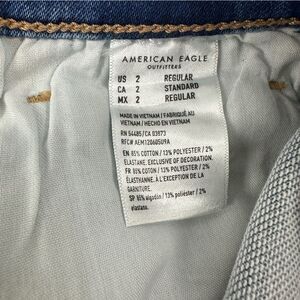 AMERICAN EAGLE
OUTFITTERS
US 2 REGULAR
CA 2 STANDARD
MX 2 REGULAR
MADE IN VIETNAM / FABRIQUÉ AU
VIETNAM / HECHO EN VIETNAM
RN 54485/CA 03873
RFC# AEM1206605U9A
EN 85% COTTON / 13% POLYESTER / 2%
ELASTANE, EXCLUSIVE OF DECORATION.
FR 85% COTON / 13% POLYESTER / 2%
ÉLASTHANNE, À L'EXCEPTION DE LA
GARNITURE.
SP 85% algodón / 13% poliéster / 2%
elastano.